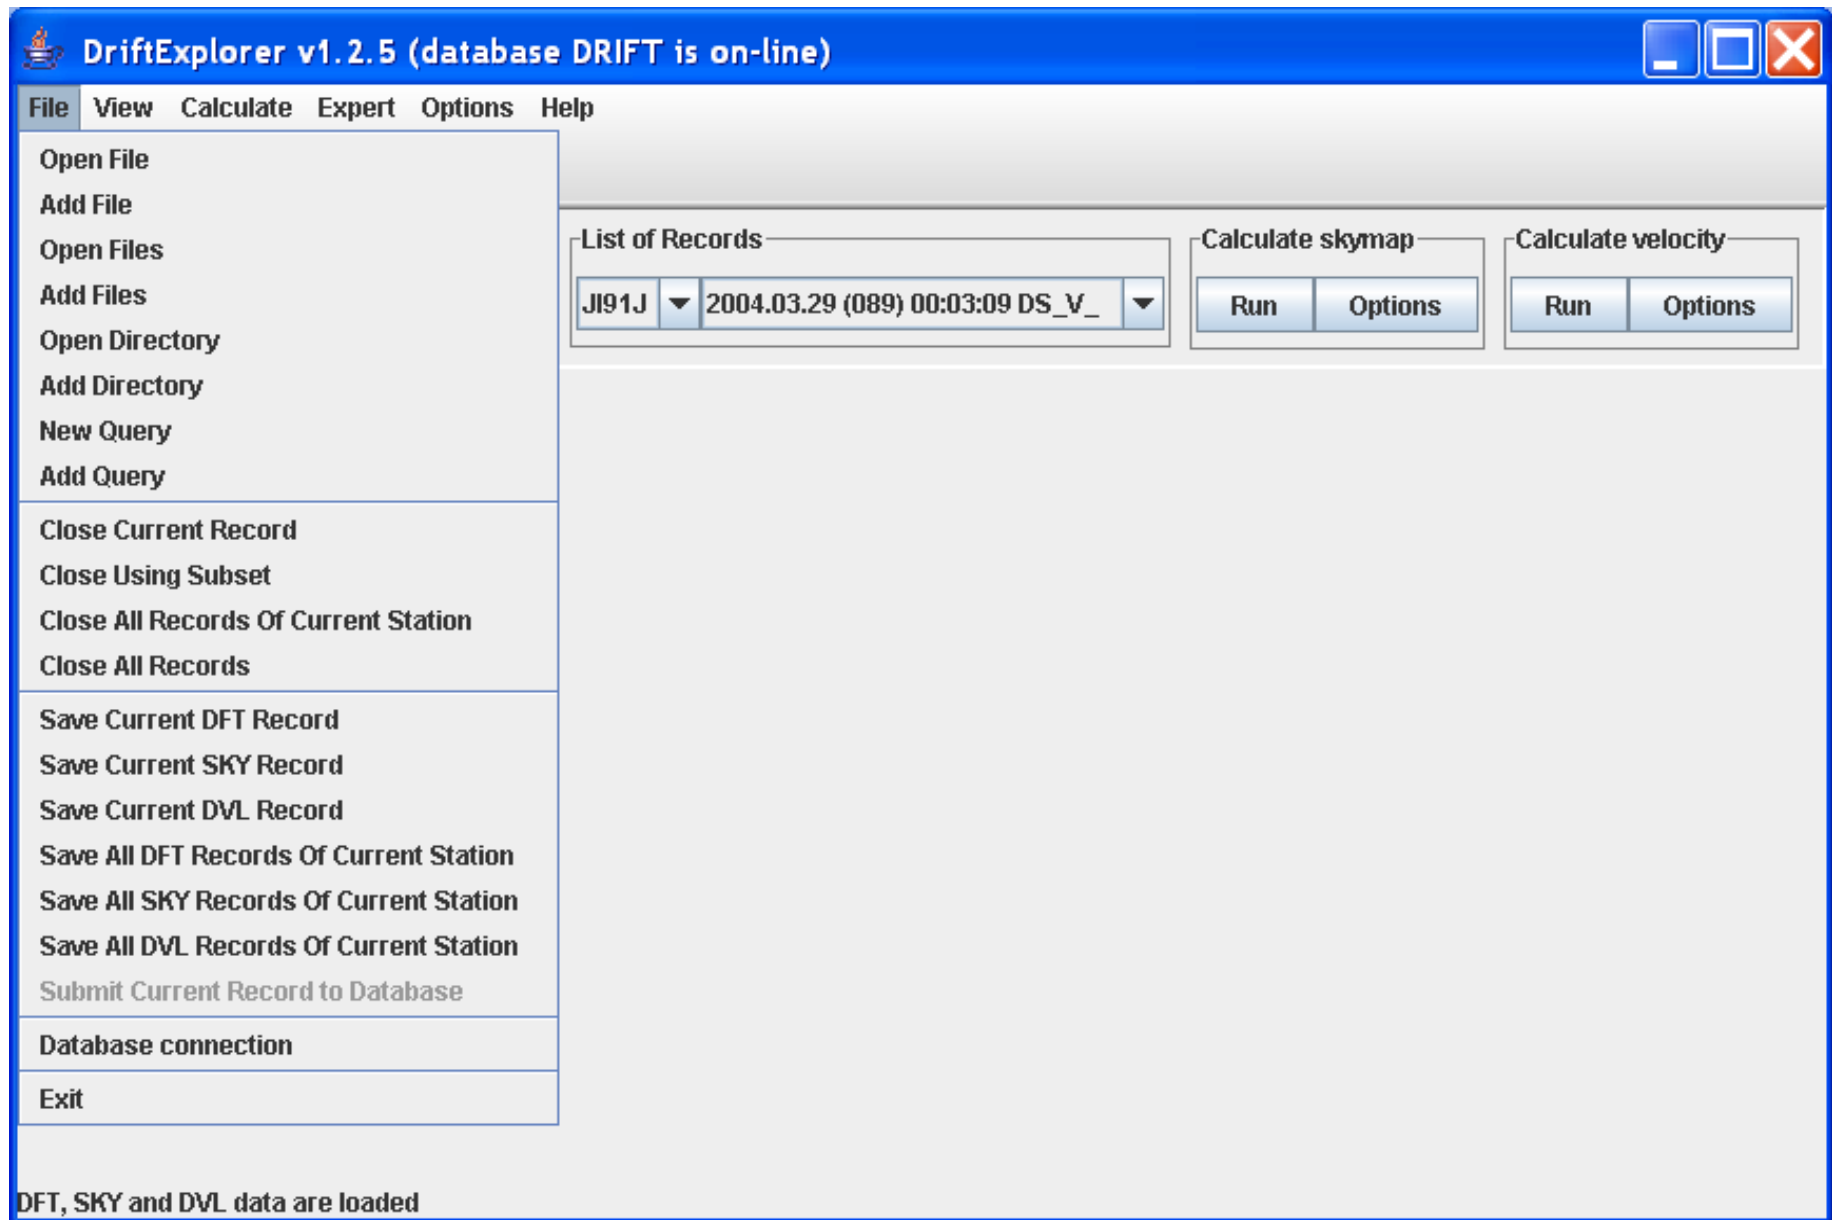 DriftExplorer v1.2.5 (database DRIFT is on-line)
File View Calculate Expert Options Help
Open File
Add File
Open Files
Add Files
Open Directory
Add Directory
New Query
Add Query
Close Current Record
Close Using Subset
Close All Records Of Current Station
Close All Records
Save Current DFT Record
Save Current SKY Record
Save Current DVL Record
Save All DFT Records Of Current Station
Save All SKY Records Of Current Station
Save All DVL Records Of Current Station
Submit Current Record to Database
Database connection
Exit
List of Records
JI91J 2004.03.29 (089) 00:03:09 DS_V_
Calculate skymap
Run Options
Calculate velocity
Run Options
DFT, SKY and DVL data are loaded